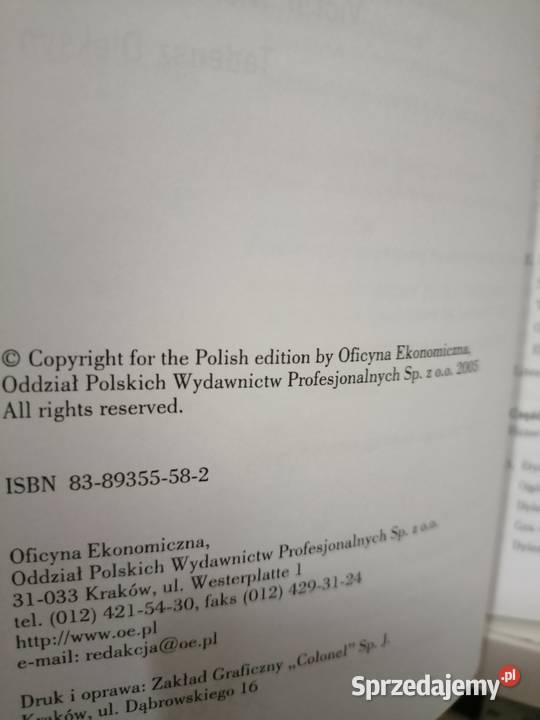 © Copyright for the Polish edition by Oficyna Ekonomiczna,
Oddział Polskich Wydawnictw Profesjonalnych Sp. z o.o. 2005
All rights reserved.
ISBN 83-89355-58-2
Oficyna Ekonomiczna,
Oddział Polskich Wydawnictw Profesjonalnych Sp. z o.o.
31-033 Kraków, ul. Westerplatte 1
tel. (012) 421-54-30, faks (012) 429-31-24
http://www.oe.pl
e-mail: redakcja@oe.pl
Druk i oprawa: Zakład Graficzny „Colonel" Sp. J.
Kraków, ul. Dąbrowskiego 16
Sprzedajemy.pl